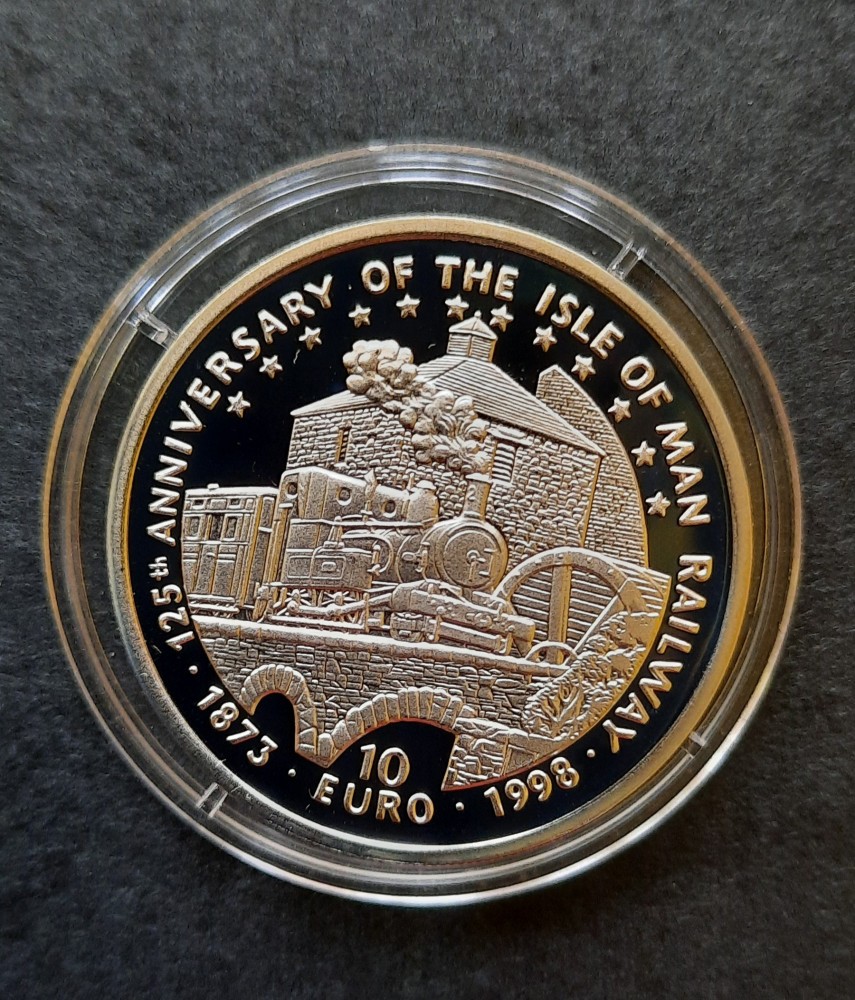 125th ANNIVERSARY OF THE ISLE OF MAN RAILWAY
· 1873 · 10 EURO · 1998 ·